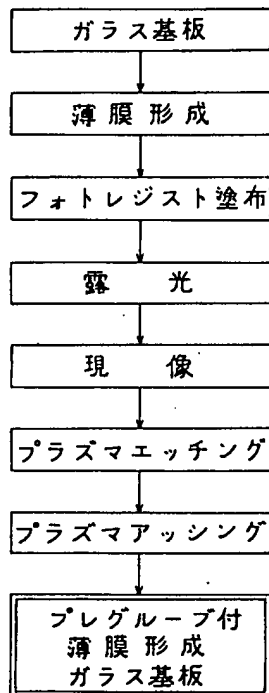 ガラス基板
薄膜形成
フォトレジスト塗布
露光
現像
プラズマエッチング
プラズマアッシング
プレグルーブ付
薄膜形成
ガラス基板